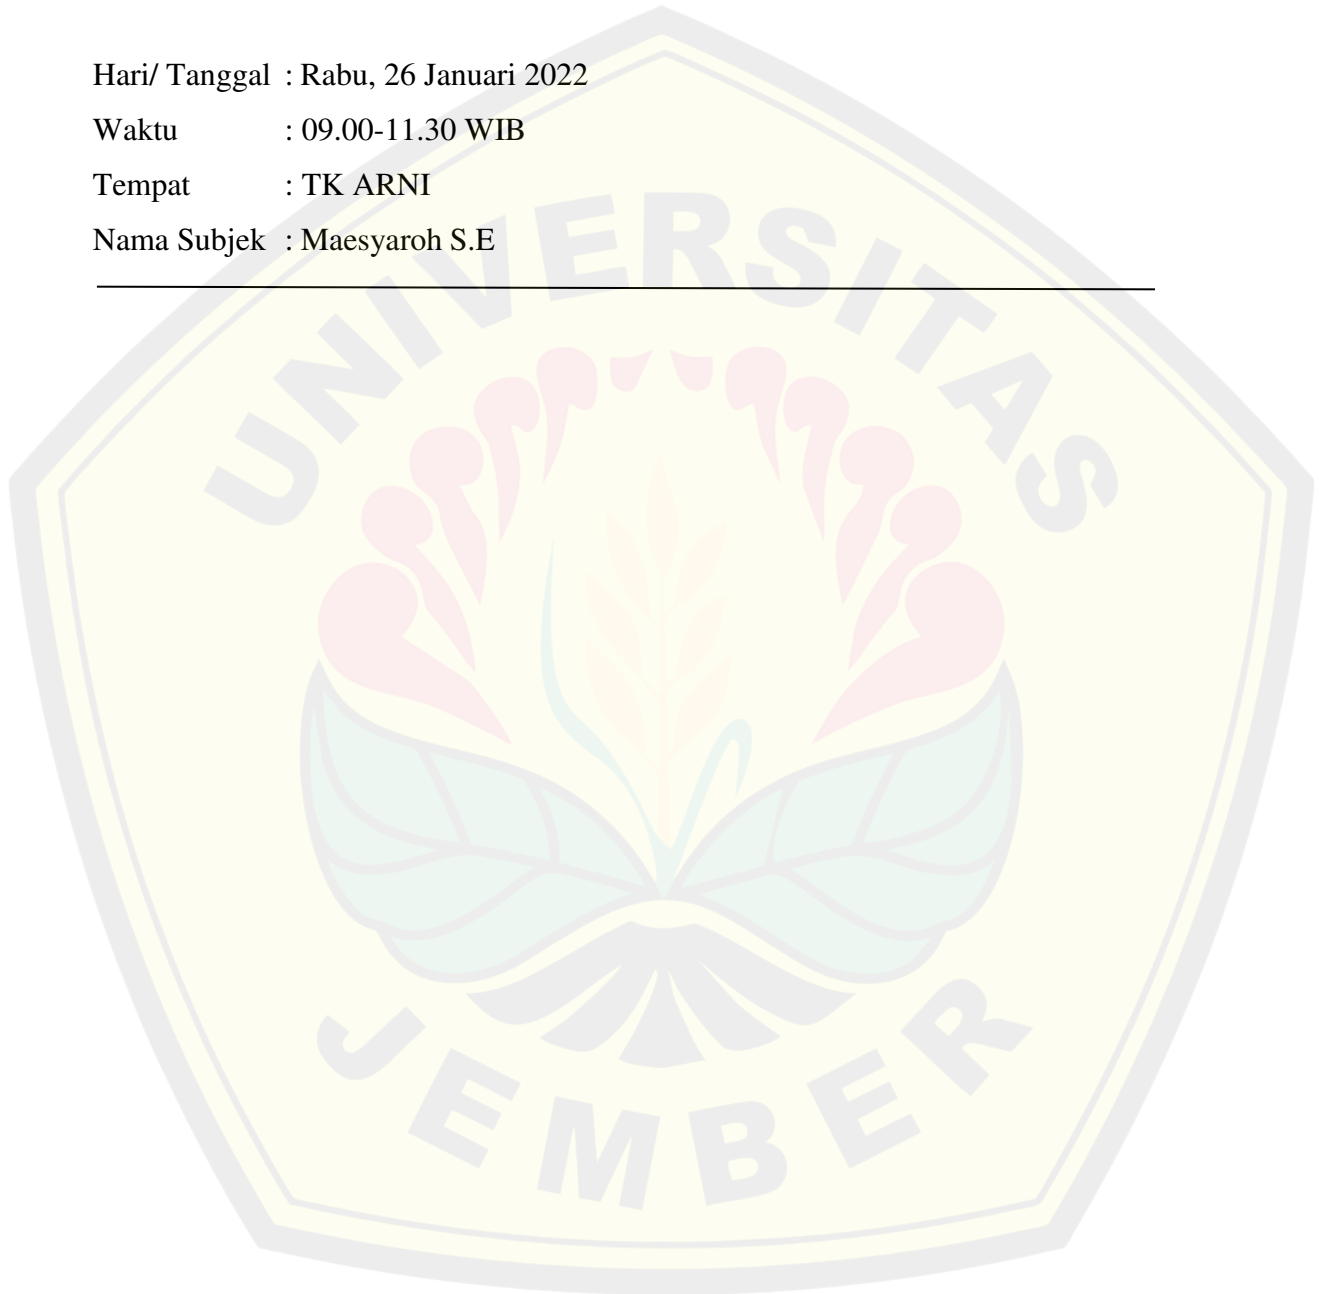 Hari/ Tanggal : Rabu, 26 Januari 2022
Waktu : 09.00-11.30 WIB
Tempat : TK ARNI
Nama Subjek : Maesyaroh S.E
UNIVERSITAS
JEMBER